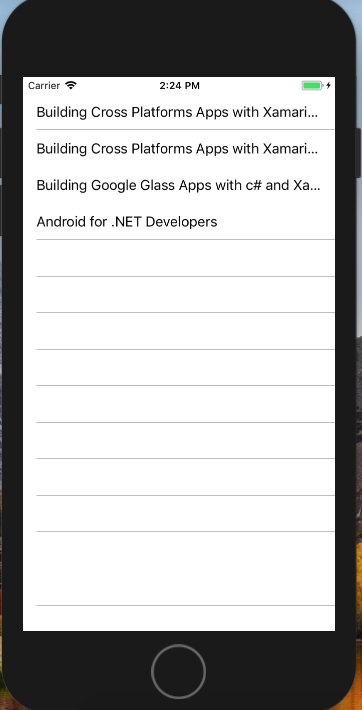 Carrier 2:24 PM
Building Cross Platforms Apps with Xamari...
Building Cross Platforms Apps with Xamari...
Building Google Glass Apps with c# and Xa...
Android for .NET Developers